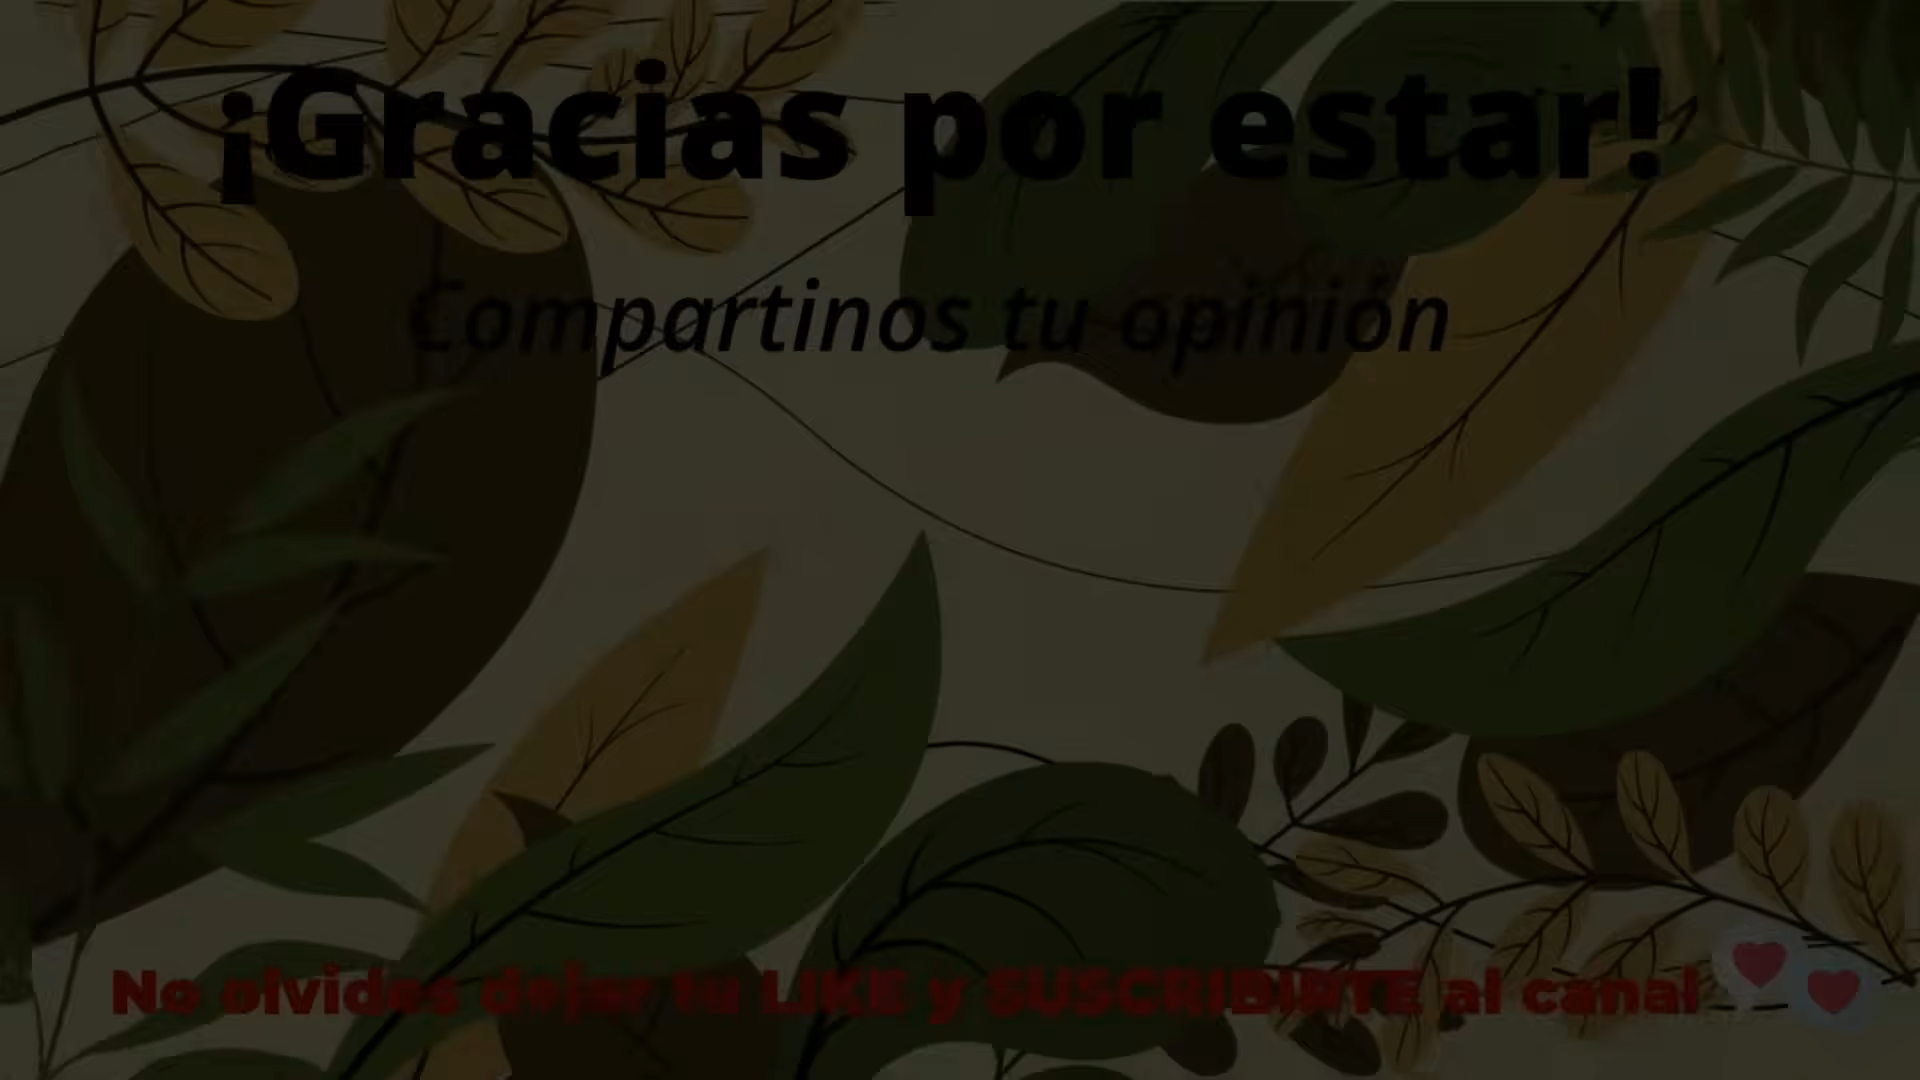 ¡Gracias por estar!
Compartinos tu opinión
No olvides dejar tu LIKE y SUSCRIBIRTE al canal